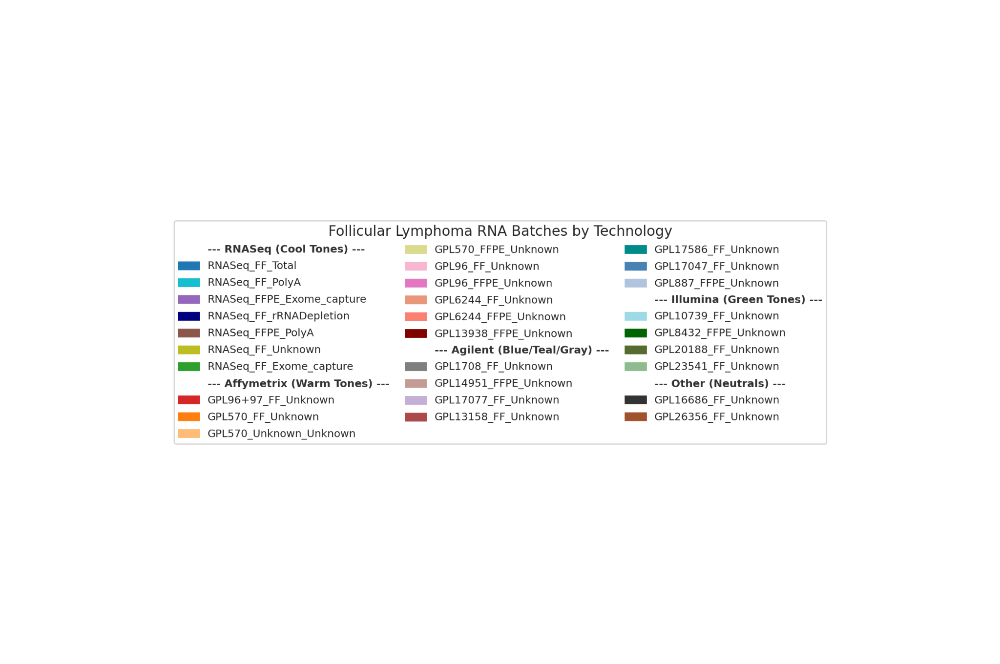 Follicular Lymphoma RNA Batches by Technology
--- RNASeq (Cool Tones) ---
RNASeq_FF_Total
RNASeq_FF_PolyA
RNASeq_FFPE_Exome_capture
RNASeq_FF_rRNADepletion
RNASeq_FFPE_PolyA
RNASeq_FF_Unknown
RNASeq_FF_Exome_capture
--- Affymetrix (Warm Tones) ---
GPL96+97_FF_Unknown
GPL570_FF_Unknown
GPL570_Unknown_Unknown
GPL570_FFPE_Unknown
GPL96_FF_Unknown
GPL96_FFPE_Unknown
GPL6244_FF_Unknown
GPL6244_FFPE_Unknown
GPL13938_FFPE_Unknown
--- Agilent (Blue/Teal/Gray) ---
GPL1708_FF_Unknown
GPL14951_FFPE_Unknown
GPL17077_FF_Unknown
GPL13158_FF_Unknown
GPL17586_FF_Unknown
GPL17047_FF_Unknown
GPL887_FFPE_Unknown
--- Illumina (Green Tones) ---
GPL10739_FF_Unknown
GPL8432_FFPE_Unknown
GPL20188_FF_Unknown
GPL23541_FF_Unknown
--- Other (Neutrals) ---
GPL16686_FF_Unknown
GPL26356_FF_Unknown